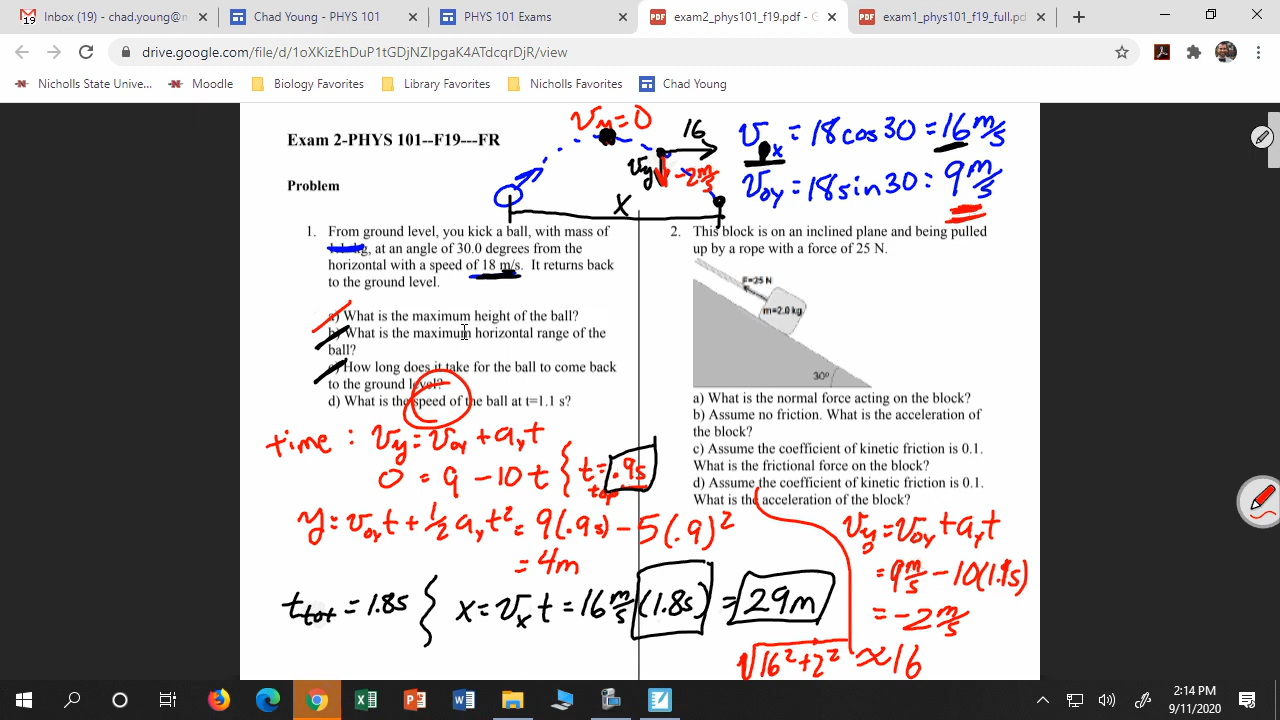 Inbox (19) - chad.young@n
Chad Young - PHYS 101
PHYS 101 Exams
exam2_phys101_f19.pdf - G
exam1_phys101_f19_full.pdf
drive.google.com/file/d/1oXKizEhDuP1tGDjNZIpgaK4ATdcqrDjR/view
Nicholls State Unive...
Moodle
Biology Favorites
Library Favorites
Nicholls Favorites
Chad Young
Exam 2-PHYS 101--F19---FR
Problem
Vy=0
16
Vy
-2 m/s
x
Vx = 18cos30 = 16 m/s
Voy = 18sin30 = 9 m/s
1. From ground level, you kick a ball, with mass of
, at an angle of 30.0 degrees from the
horizontal with a speed of 18 m/s. It returns back
to the ground level.
a) What is the maximum height of the ball?
b) What is the maximum horizontal range of the
ball?
c) How long does it take for the ball to come back
to the ground level?
d) What is the speed of the ball at t=1.1 s?
time : Vy = Voy + ayt
0 = 9 - 10t { t = .9s
top
y = Voyt + 1/2 ayt² = 9(.9s) - 5(.9)²
= 4m
ttot = 1.8s } x = Vxt = 16 m/s (1.8s) = 29m
2. This block is on an inclined plane and being pulled
up by a rope with a force of 25 N.
F=25 N
m=2.0 kg
30º
a) What is the normal force acting on the block?
b) Assume no friction. What is the acceleration of
the block?
c) Assume the coefficient of kinetic friction is 0.1.
What is the frictional force on the block?
d) Assume the coefficient of kinetic friction is 0.1.
What is the acceleration of the block?
Vy = Voy + ayt
= 9 m/s - 10(1.1s)
= -2 m/s
√16²+2² ≈ 16
2:14 PM
9/11/2020